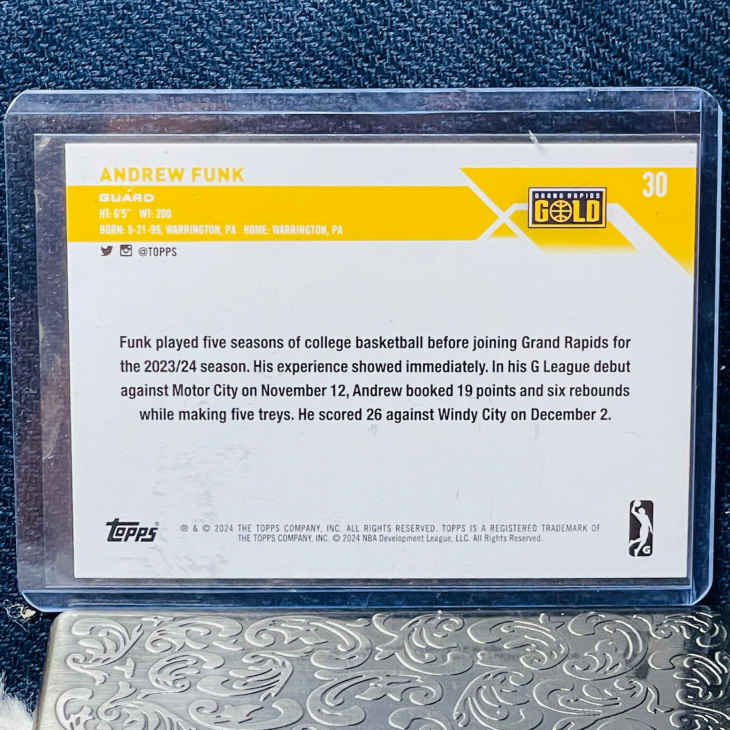 ANDREW FUNK
GUARD
HT: 6'5" WT: 200
BORN: 9-21-99, WARRINGTON, PA HOME: WARRINGTON, PA
@TOPPS
GRAND RAPIDS
GOLD
30
Funk played five seasons of college basketball before joining Grand Rapids for
the 2023/24 season. His experience showed immediately. In his G League debut
against Motor City on November 12, Andrew booked 19 points and six rebounds
while making five treys. He scored 26 against Windy City on December 2.
Topps
® & © 2024 THE TOPPS COMPANY, INC. ALL RIGHTS RESERVED. TOPPS IS A REGISTERED TRADEMARK OF
THE TOPPS COMPANY, INC. © 2024 NBA Development League, LLC. All Rights Reserved.
G